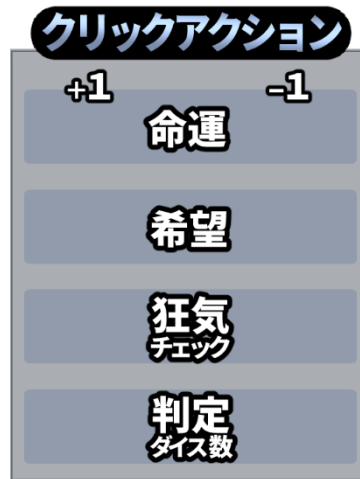 クリックアクション
+1 -1
命運
希望
狂気
チェック
判定
ダイス数